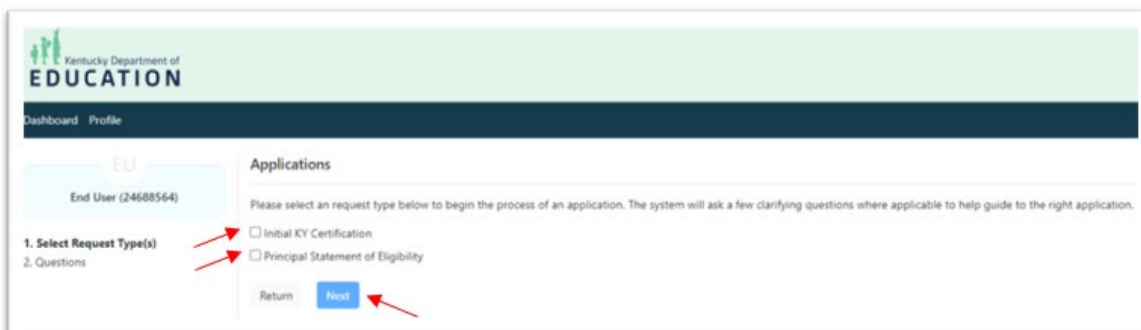 Kentucky Department of
EDUCATION
Dashboard Profile
EU
End User (24688564)
1. Select Request Type(s)
2. Questions
Applications
Please select an request type below to begin the process of an application. The system will ask a few clarifying questions where applicable to help guide to the right application.
Initial KY Certification
Principal Statement of Eligibility
Return Next